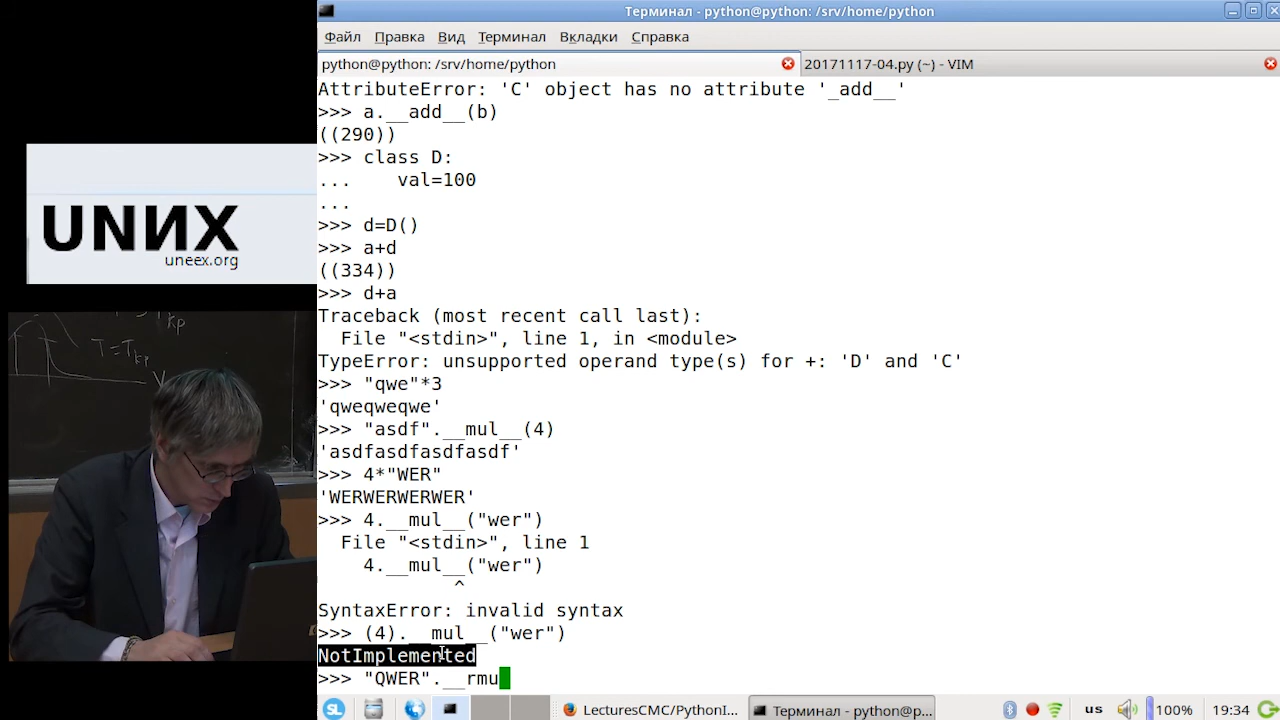 Терминал - python@python: /srv/home/python
Файл Правка Вид Терминал Вкладки Справка
python@python: /srv/home/python
20171117-04.py (~) - VIM
AttributeError: 'C' object has no attribute '_add__'
>>> a.__add__(b)
((290))
>>> class D:
...    val=100
...
>>> d=D()
>>> a+d
((334))
>>> d+a
Traceback (most recent call last):
  File "<stdin>", line 1, in <module>
TypeError: unsupported operand type(s) for +: 'D' and 'C'
>>> "qwe"*3
'qweqweqwe'
>>> "asdf".__mul__(4)
'asdfasdfasdfasdf'
>>> 4*"WER"
'WERWERWERWER'
>>> 4.__mul__("wer")
  File "<stdin>", line 1
    4.__mul__("wer")
            ^
SyntaxError: invalid syntax
>>> (4).__mul__("wer")
NotImplemented
>>> "QWER".__rmu
UNИX
uneex.org
T=Tкр
SL
LecturesCMC/PythonI...
Терминал - python@p...
us
100%
19:34